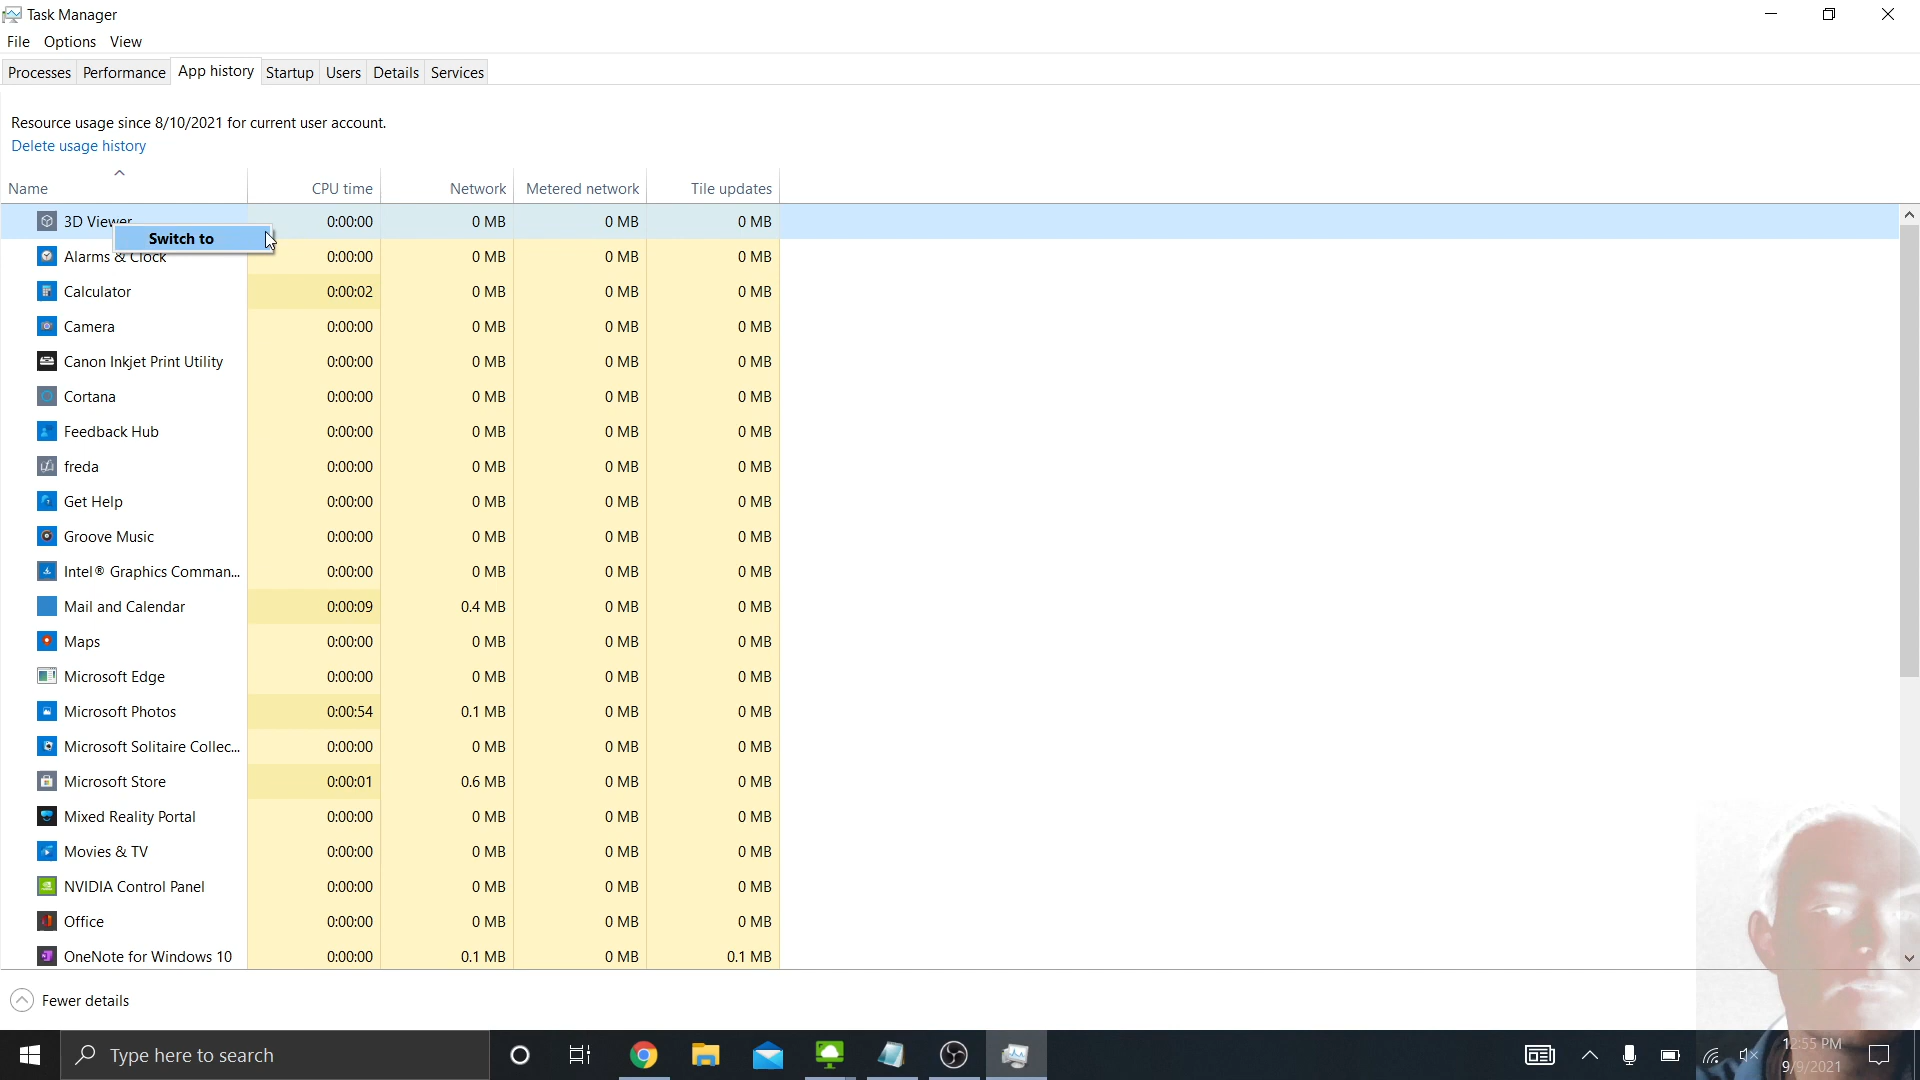 Task Manager
File Options View
Processes Performance App history Startup Users Details Services
Resource usage since 8/10/2021 for current user account.
Delete usage history
Name CPU time Network Metered network Tile updates
3D Viewer 0:00:00 0 MB 0 MB 0 MB
Switch to
Alarms & Clock 0:00:00 0 MB 0 MB 0 MB
Calculator 0:00:02 0 MB 0 MB 0 MB
Camera 0:00:00 0 MB 0 MB 0 MB
Canon Inkjet Print Utility 0:00:00 0 MB 0 MB 0 MB
Cortana 0:00:00 0 MB 0 MB 0 MB
Feedback Hub 0:00:00 0 MB 0 MB 0 MB
freda 0:00:00 0 MB 0 MB 0 MB
Get Help 0:00:00 0 MB 0 MB 0 MB
Groove Music 0:00:00 0 MB 0 MB 0 MB
Intel® Graphics Comman... 0:00:00 0 MB 0 MB 0 MB
Mail and Calendar 0:00:09 0.4 MB 0 MB 0 MB
Maps 0:00:00 0 MB 0 MB 0 MB
Microsoft Edge 0:00:00 0 MB 0 MB 0 MB
Microsoft Photos 0:00:54 0.1 MB 0 MB 0 MB
Microsoft Solitaire Collec... 0:00:00 0 MB 0 MB 0 MB
Microsoft Store 0:00:01 0.6 MB 0 MB 0 MB
Mixed Reality Portal 0:00:00 0 MB 0 MB 0 MB
Movies & TV 0:00:00 0 MB 0 MB 0 MB
NVIDIA Control Panel 0:00:00 0 MB 0 MB 0 MB
Office 0:00:00 0 MB 0 MB 0 MB
OneNote for Windows 10 0:00:00 0.1 MB 0 MB 0.1 MB
Fewer details
Type here to search
12:55 PM
9/9/2021